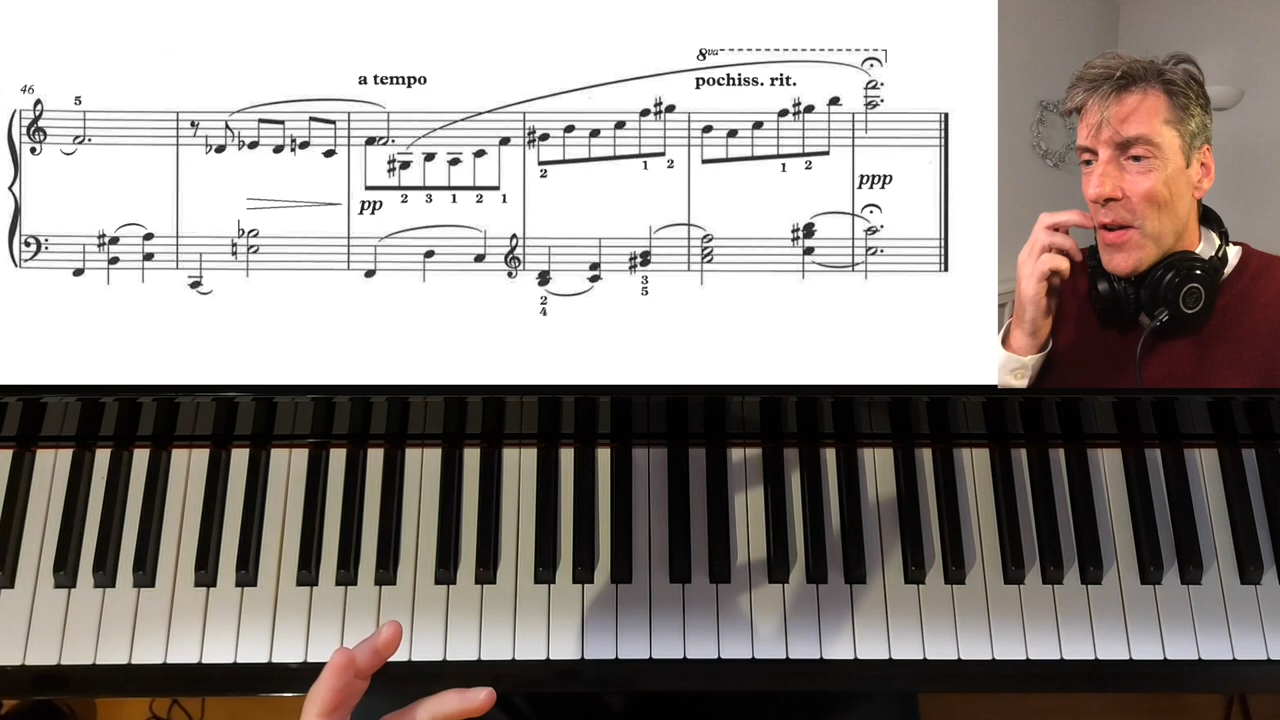 8va
a tempo
pochiss. rit.
46
5
1 2
1 2
2
ppp
2 3 1 2 1
pp
3
5
2
4